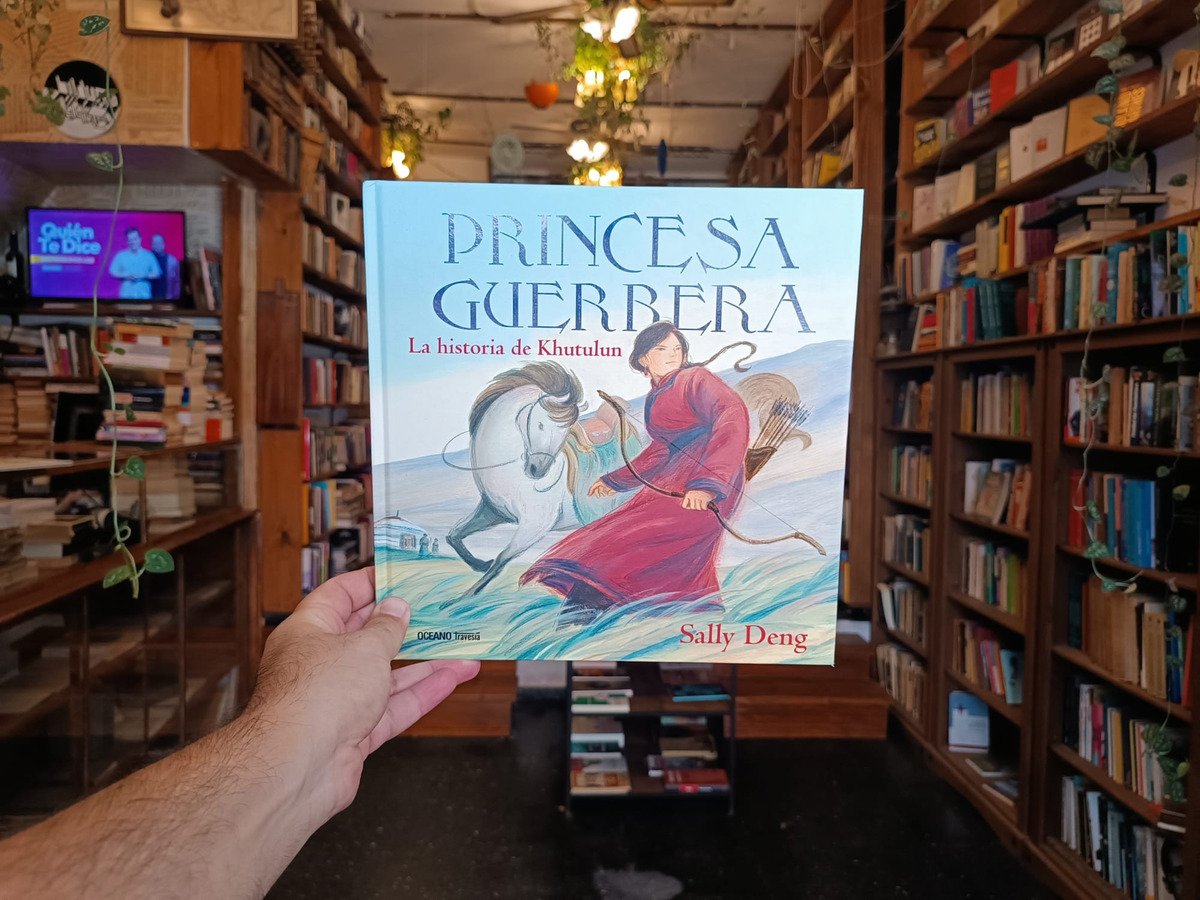 PRINCESA
GUERRERA
La historia de Khutulun
OCEANO Travesía
Sally Deng
Quién
Te Dice